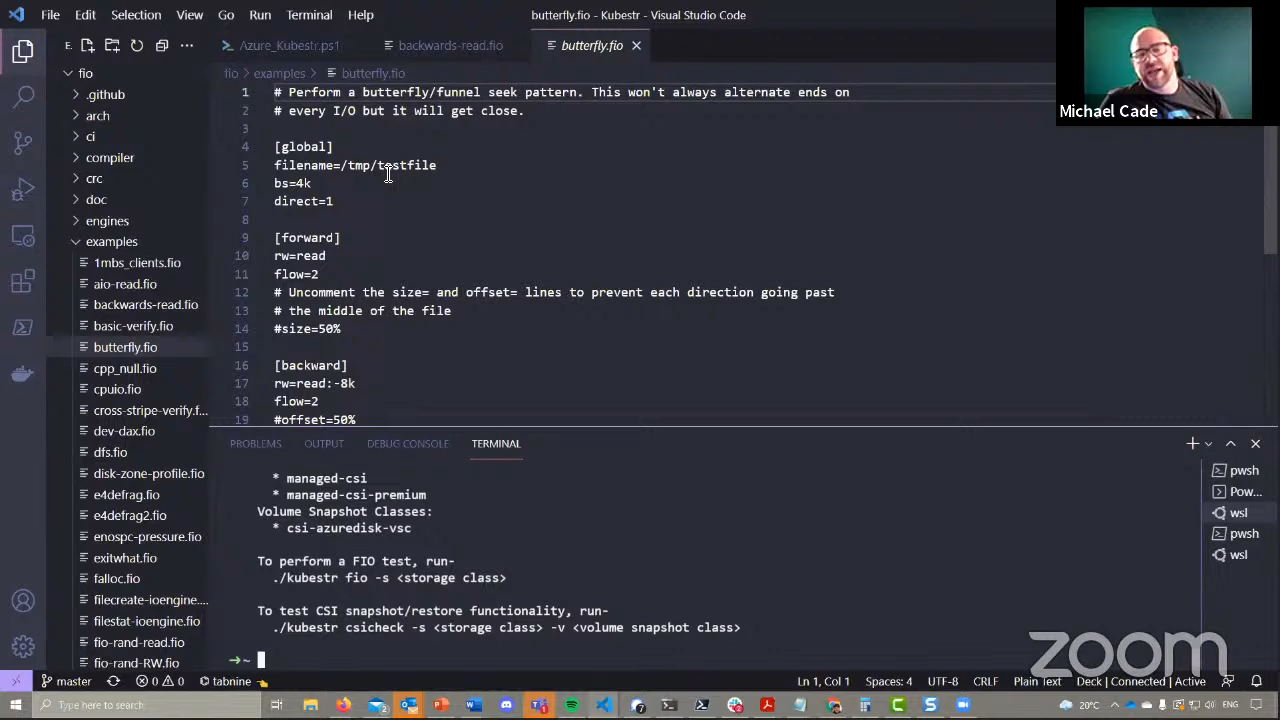 File Edit Selection View Go Run Terminal Help butterfly.fio - Kubestr - Visual Studio Code
Michael Cade
Azure_Kubestr.ps1 backwards-read.fio butterfly.fio
fio > examples > butterfly.fio
fio
.github
arch
ci
compiler
crc
doc
engines
examples
1mbs_clients.fio
aio-read.fio
backwards-read.fio
basic-verify.fio
butterfly.fio
cpp_null.fio
cpuio.fio
cross-stripe-verify.f...
dev-dax.fio
dfs.fio
disk-zone-profile.fio
e4defrag.fio
e4defrag2.fio
enospc-pressure.fio
exitwhat.fio
falloc.fio
filecreate-ioengine....
filestat-ioengine.fio
fio-rand-read.fio
fio-rand-RW.fio
1 # Perform a butterfly/funnel seek pattern. This won't always alternate ends on
2 # every I/O but it will get close.
3
4 [global]
5 filename=/tmp/testfile
6 bs=4k
7 direct=1
8
9 [forward]
10 rw=read
11 flow=2
12 # Uncomment the size= and offset= lines to prevent each direction going past
13 # the middle of the file
14 #size=50%
15
16 [backward]
17 rw=read:-8k
18 flow=2
19 #offset=50%
PROBLEMS OUTPUT DEBUG CONSOLE TERMINAL
* managed-csi
* managed-csi-premium
Volume Snapshot Classes:
* csi-azuredisk-vsc
To perform a FIO test, run-
./kubestr fio -s <storage class>
To test CSI snapshot/restore functionality, run-
./kubestr csicheck -s <storage class> -v <volume snapshot class>
→ ~
pwsh
Pow...
wsl
pwsh
wsl
zoom
master 0 0 tabnine Ln 1, Col 1 Spaces: 4 UTF-8 CRLF Plain Text Deck | Connected | Active
Type here to search 20°C ENG